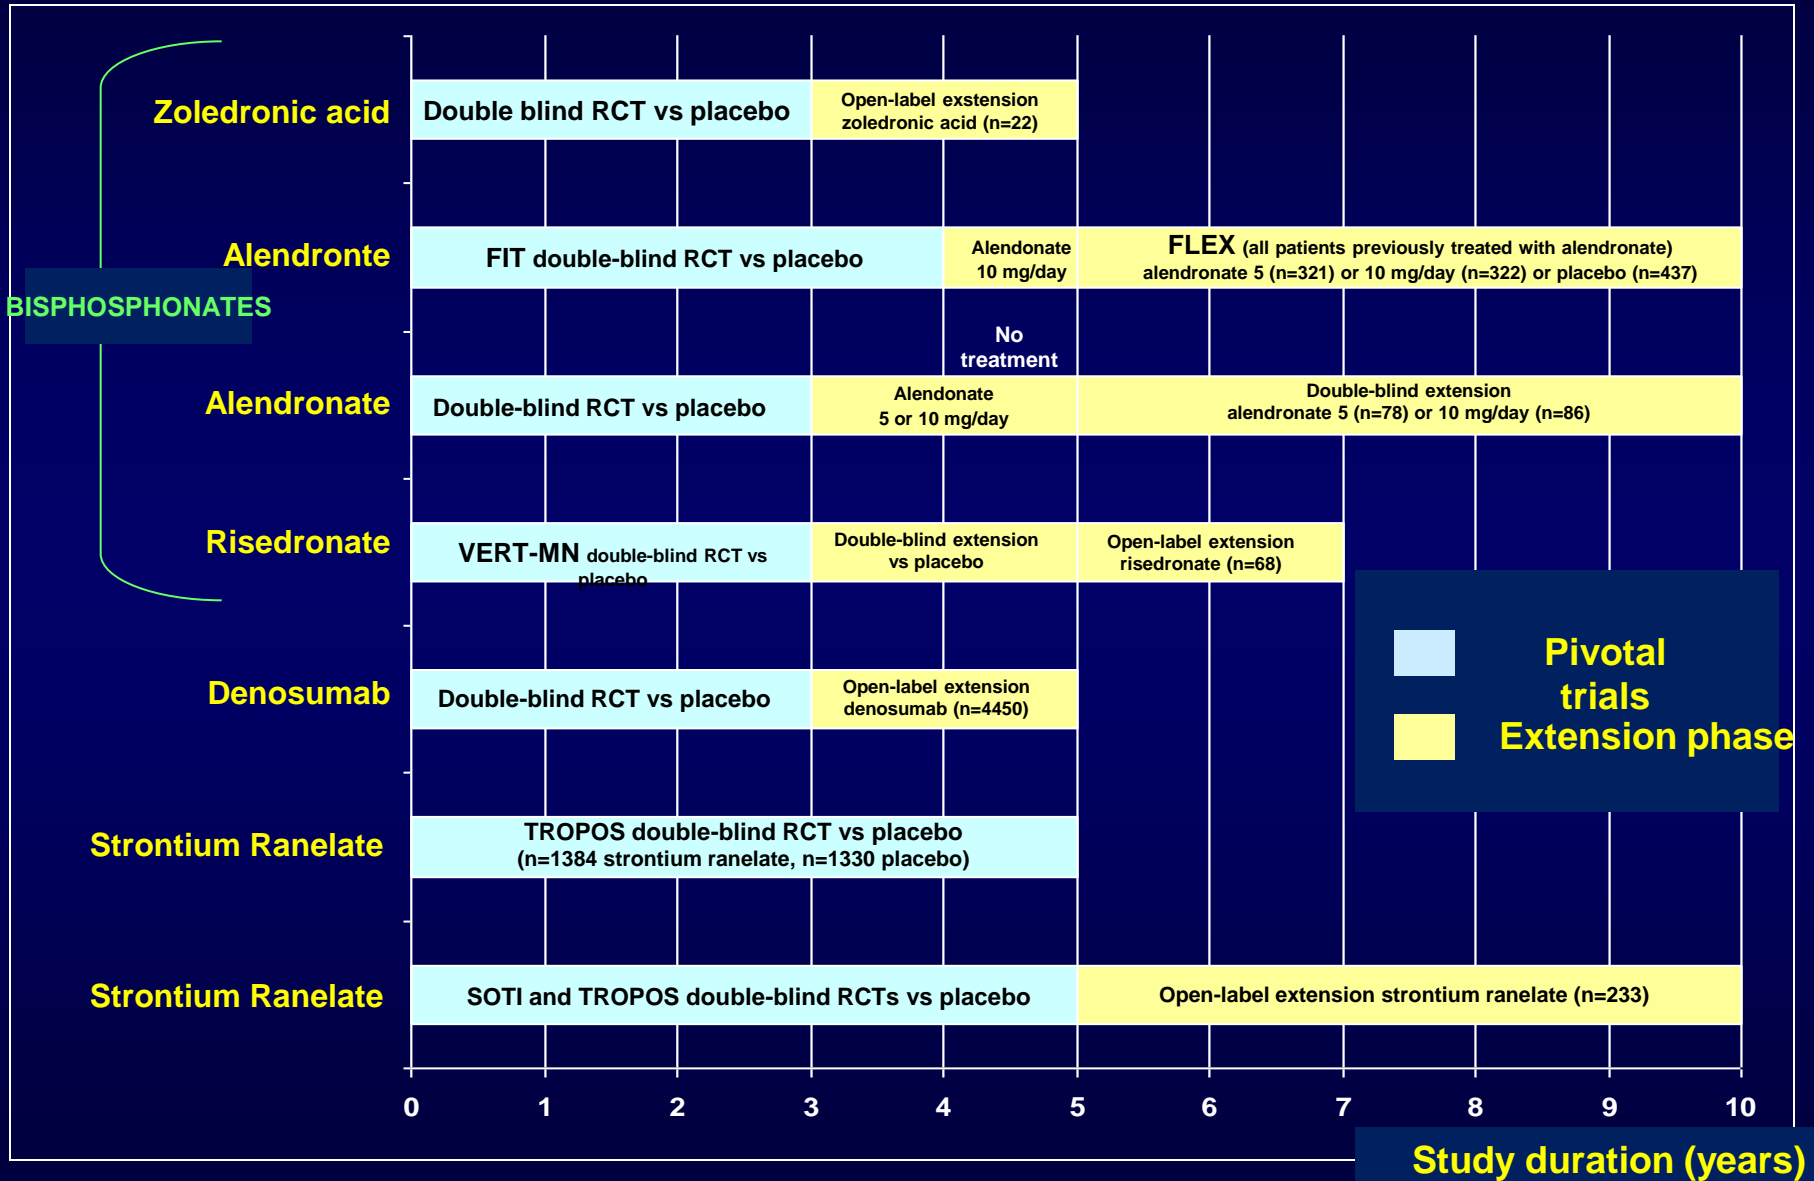 Zoledronic acid
Double blind RCT vs placebo
Open-label exstension
zoledronic acid (n=22)
Alendronte
FIT double-blind RCT vs placebo
Alendonate
10 mg/day
FLEX (all patients previously treated with alendronate)
alendronate 5 (n=321) or 10 mg/day (n=322) or placebo (n=437)
BISPHOSPHONATES
No
treatment
Alendronate
Double-blind RCT vs placebo
Alendonate
5 or 10 mg/day
Double-blind extension
alendronate 5 (n=78) or 10 mg/day (n=86)
Risedronate
VERT-MN double-blind RCT vs
placebo
Double-blind extension
vs placebo
Open-label extension
risedronate (n=68)
Pivotal
trials
Extension phase
Denosumab
Double-blind RCT vs placebo
Open-label extension
denosumab (n=4450)
Strontium Ranelate
TROPOS double-blind RCT vs placebo
(n=1384 strontium ranelate, n=1330 placebo)
Strontium Ranelate
SOTI and TROPOS double-blind RCTs vs placebo
Open-label extension strontium ranelate (n=233)
0 1 2 3 4 5 6 7 8 9 10
Study duration (years)